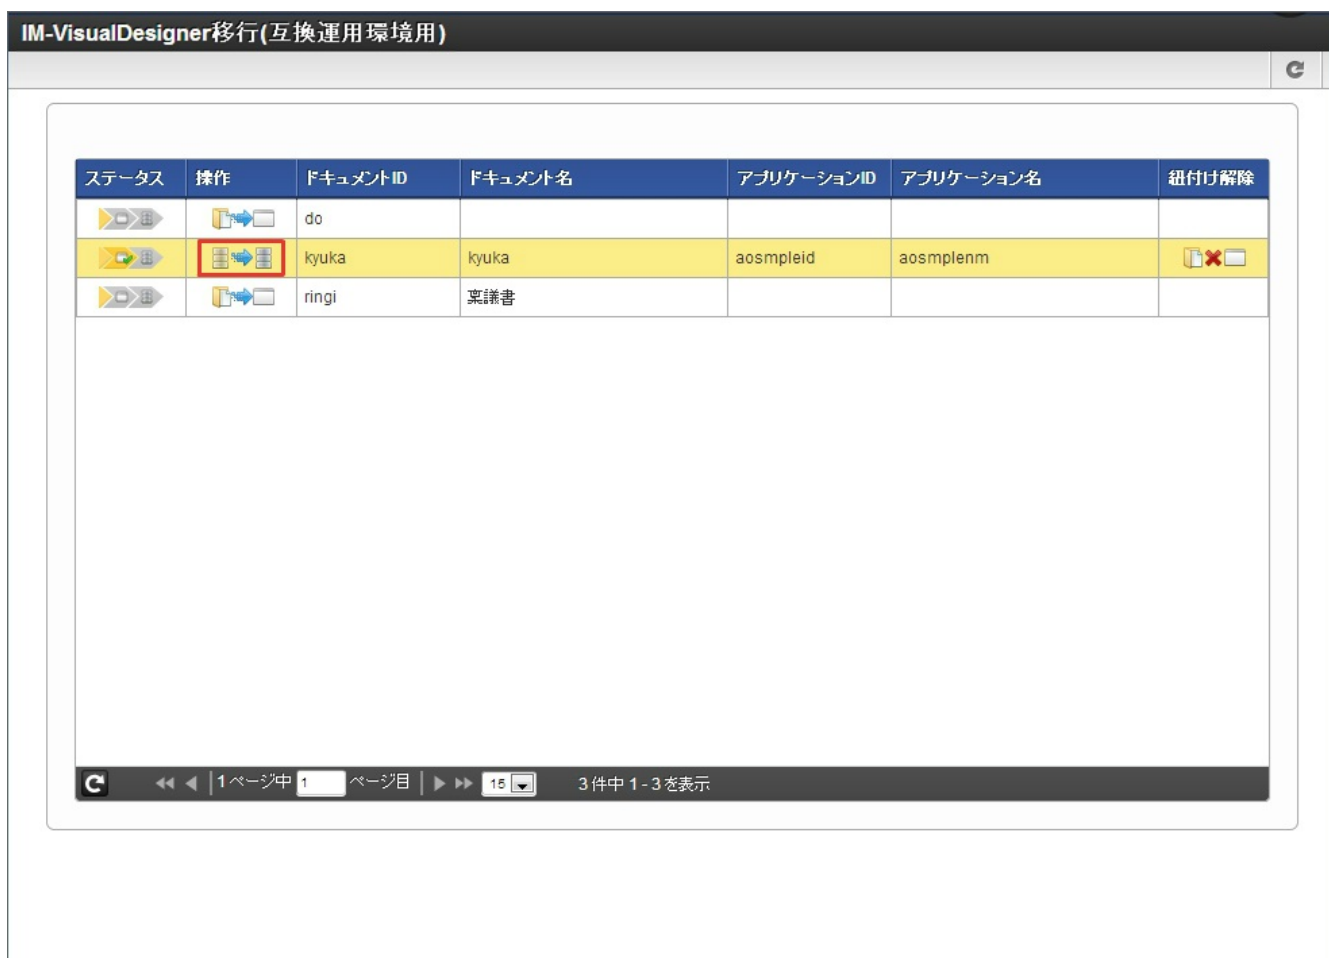 IM-VisualDesigner移行(互換運用環境用)
ステータス 操作 ドキュメントID ドキュメント名 アプリケーションID アプリケーション名 紐付け解除
do
kyuka kyuka aosmpleid aosmplenm
ringi 稟議書
1 ページ中 1 ページ目 15 3 件中 1 - 3 を表示